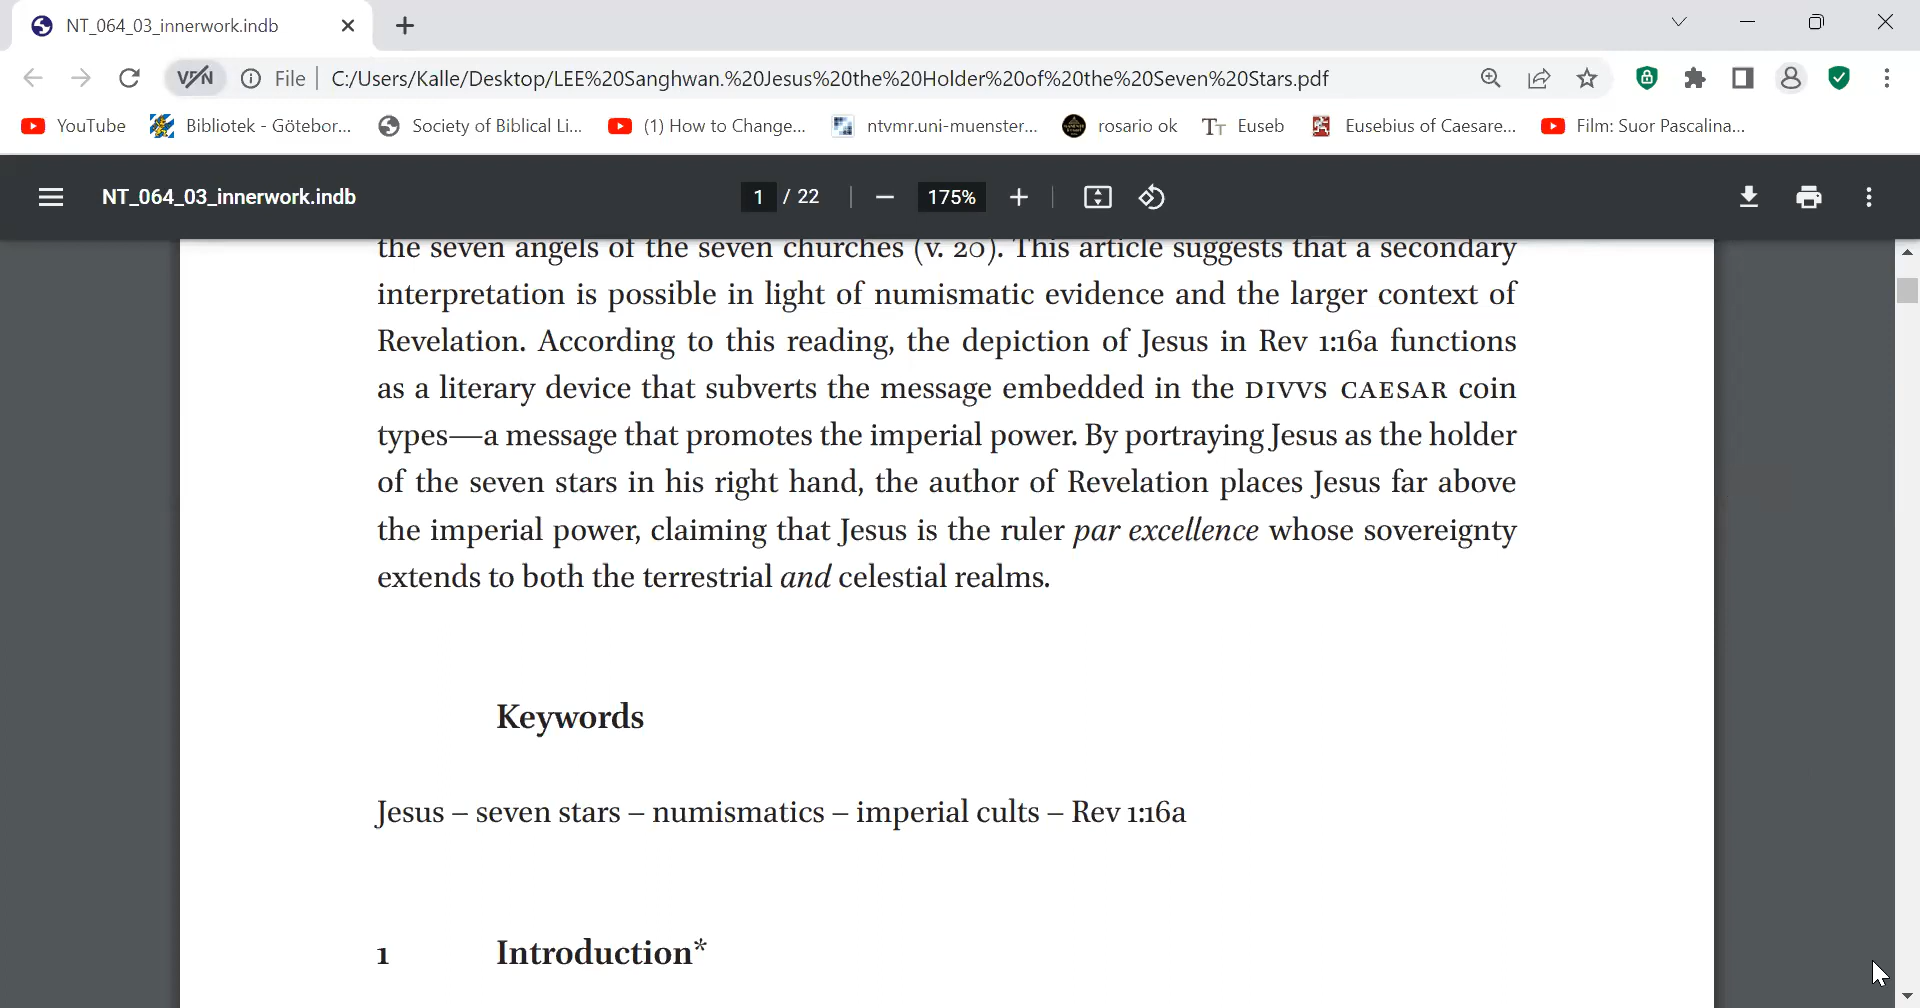 NT_064_03_innerwork.indb
VPN File C:/Users/Kalle/Desktop/LEE%20Sanghwan.%20Jesus%20the%20Holder%20of%20the%20Seven%20Stars.pdf
YouTube Bibliotek - Götebor... Society of Biblical Li... (1) How to Change... ntvmr.uni-muenster... rosario ok Tт Euseb Eusebius of Caesare... Film: Suor Pascalina...
NT_064_03_innerwork.indb 1 / 22 175%
the seven angels of the seven churches (v. 20). This article suggests that a secondary
interpretation is possible in light of numismatic evidence and the larger context of
Revelation. According to this reading, the depiction of Jesus in Rev 1:16a functions
as a literary device that subverts the message embedded in the DIVVS CAESAR coin
types—a message that promotes the imperial power. By portraying Jesus as the holder
of the seven stars in his right hand, the author of Revelation places Jesus far above
the imperial power, claiming that Jesus is the ruler par excellence whose sovereignty
extends to both the terrestrial and celestial realms.
Keywords
Jesus – seven stars – numismatics – imperial cults – Rev 1:16a
1 Introduction*